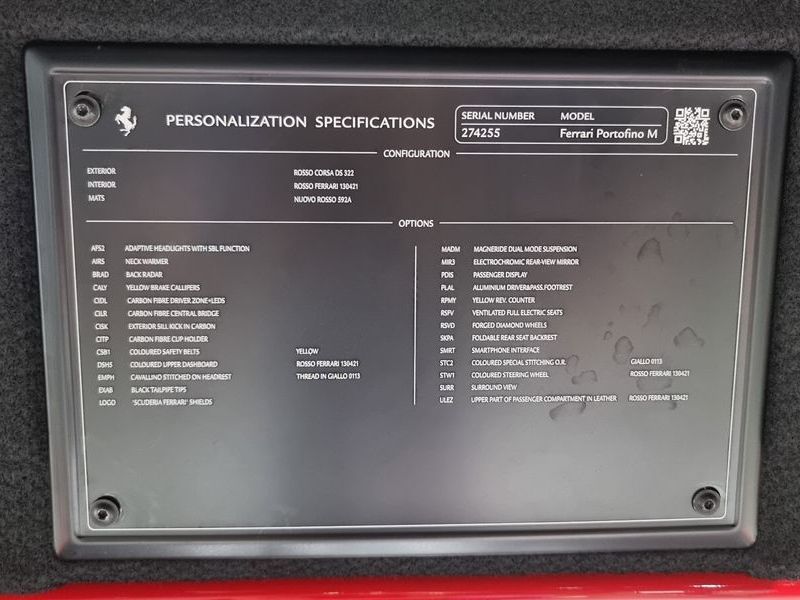 PERSONALIZATION SPECIFICATIONS
SERIAL NUMBER MODEL
274255 Ferrari Portofino M
CONFIGURATION
EXTERIOR ROSSO CORSA DS 322
INTERIOR ROSSO FERRARI 130421
MATS NUOVO ROSSO 592A
OPTIONS
AFS2 ADAPTIVE HEADLIGHTS WITH SBL FUNCTION
AIRS NECK WARMER
BRAD BACK RADAR
CALY YELLOW BRAKE CALLIPERS
CIDL CARBON FIBRE DRIVER ZONE+LEDS
CILR CARBON FIBRE CENTRAL BRIDGE
CISK EXTERIOR SILL KICK IN CARBON
CITP CARBON FIBRE CUP HOLDER
CSB1 COLOURED SAFETY BELTS YELLOW
DSH5 COLOURED UPPER DASHBOARD ROSSO FERRARI 130421
EMPH CAVALLINO STITCHED ON HEADREST THREAD IN GIALLO 0113
EXAB BLACK TAILPIPE TIPS
LOGO "SCUDERIA FERRARI" SHIELDS
MADM MAGNERIDE DUAL MODE SUSPENSION
MIR3 ELECTROCHROMIC REAR-VIEW MIRROR
PDIS PASSENGER DISPLAY
PLAL ALUMINIUM DRIVER&PASS.FOOTREST
RPMY YELLOW REV. COUNTER
RSFV VENTILATED FULL ELECTRIC SEATS
RSVD FORGED DIAMOND WHEELS
SKPA FOLDABLE REAR SEAT BACKREST
SMRT SMARTPHONE INTERFACE
STC2 COLOURED SPECIAL STITCHING O.R. GIALLO 0113
STW1 COLOURED STEERING WHEEL ROSSO FERRARI 130421
SURR SURROUND VIEW
ULEZ UPPER PART OF PASSENGER COMPARTMENT IN LEATHER ROSSO FERRARI 130421